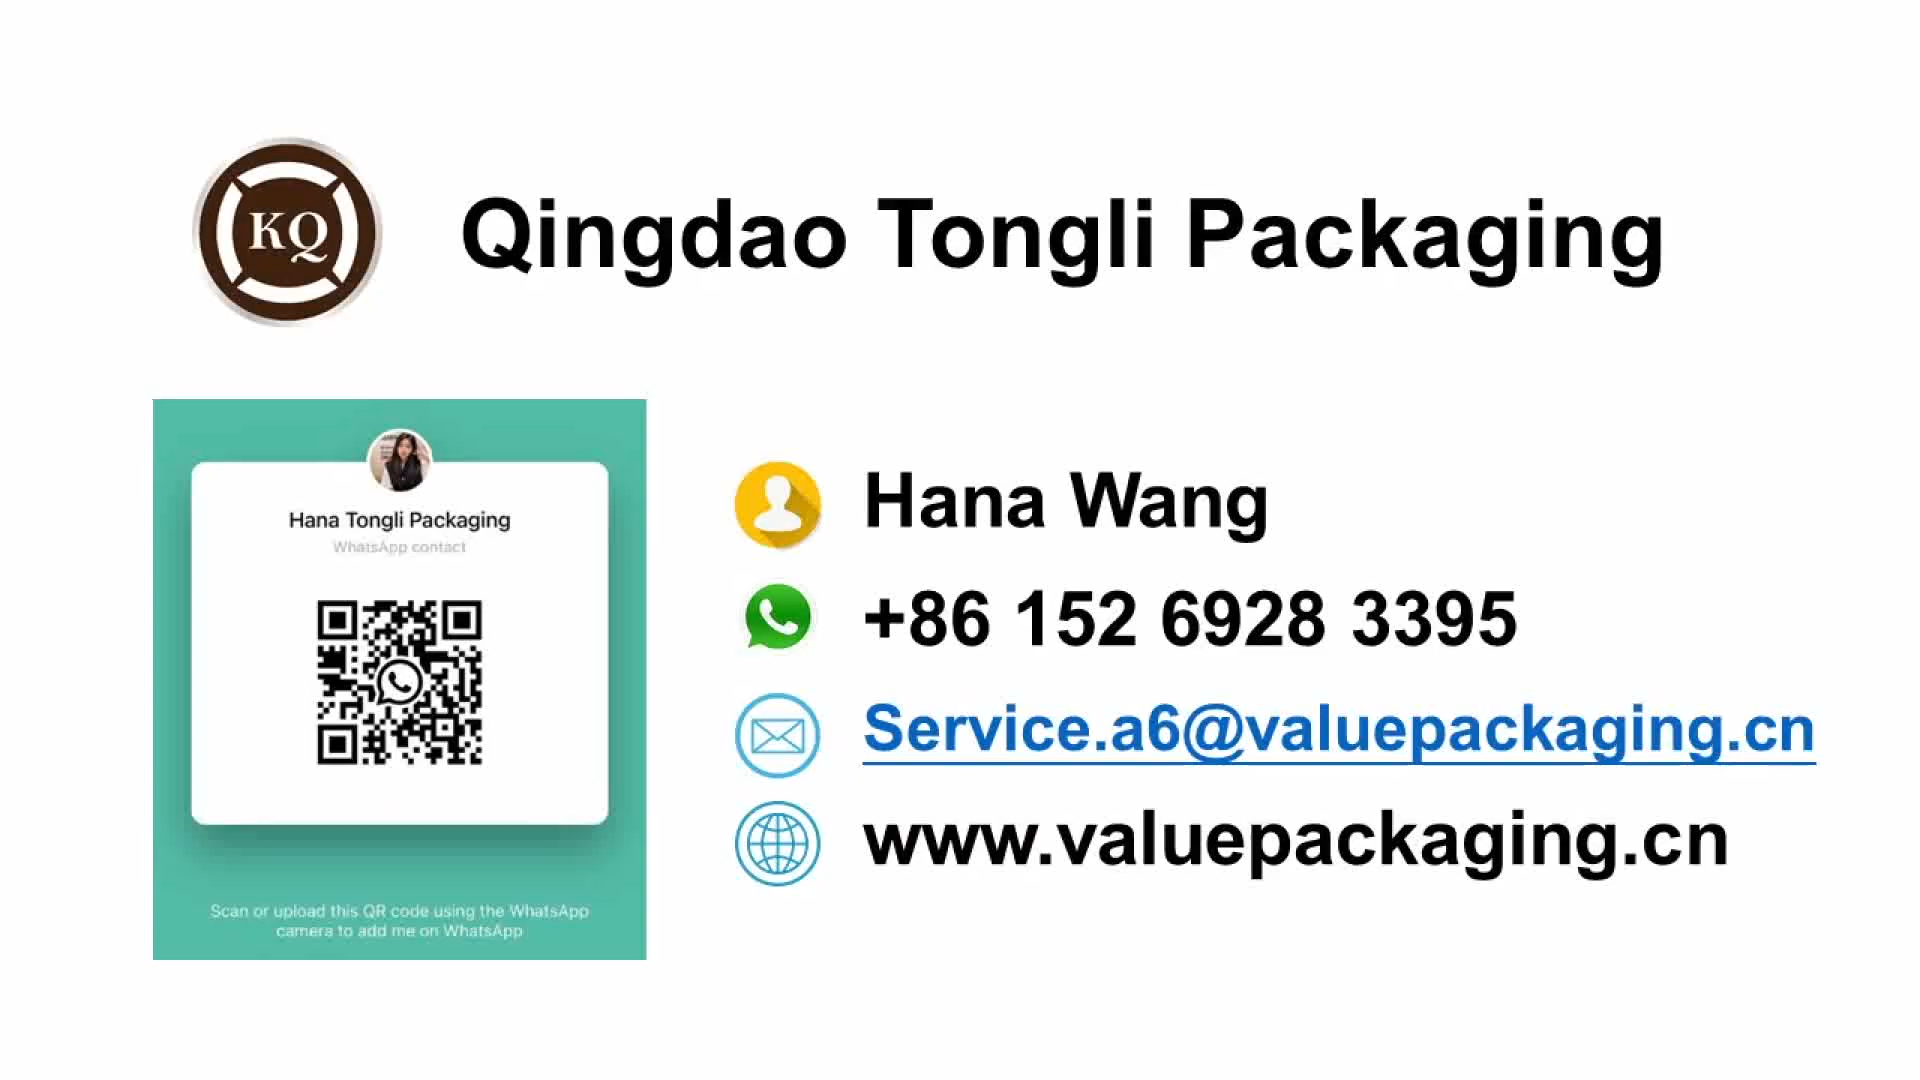 KQ
Qingdao Tongli Packaging
Hana Tongli Packaging
WhatsApp contact
Scan or upload this QR code using the WhatsApp
camera to add me on WhatsApp
Hana Wang
+86 152 6928 3395
Service.a6@valuepackaging.cn
www.valuepackaging.cn